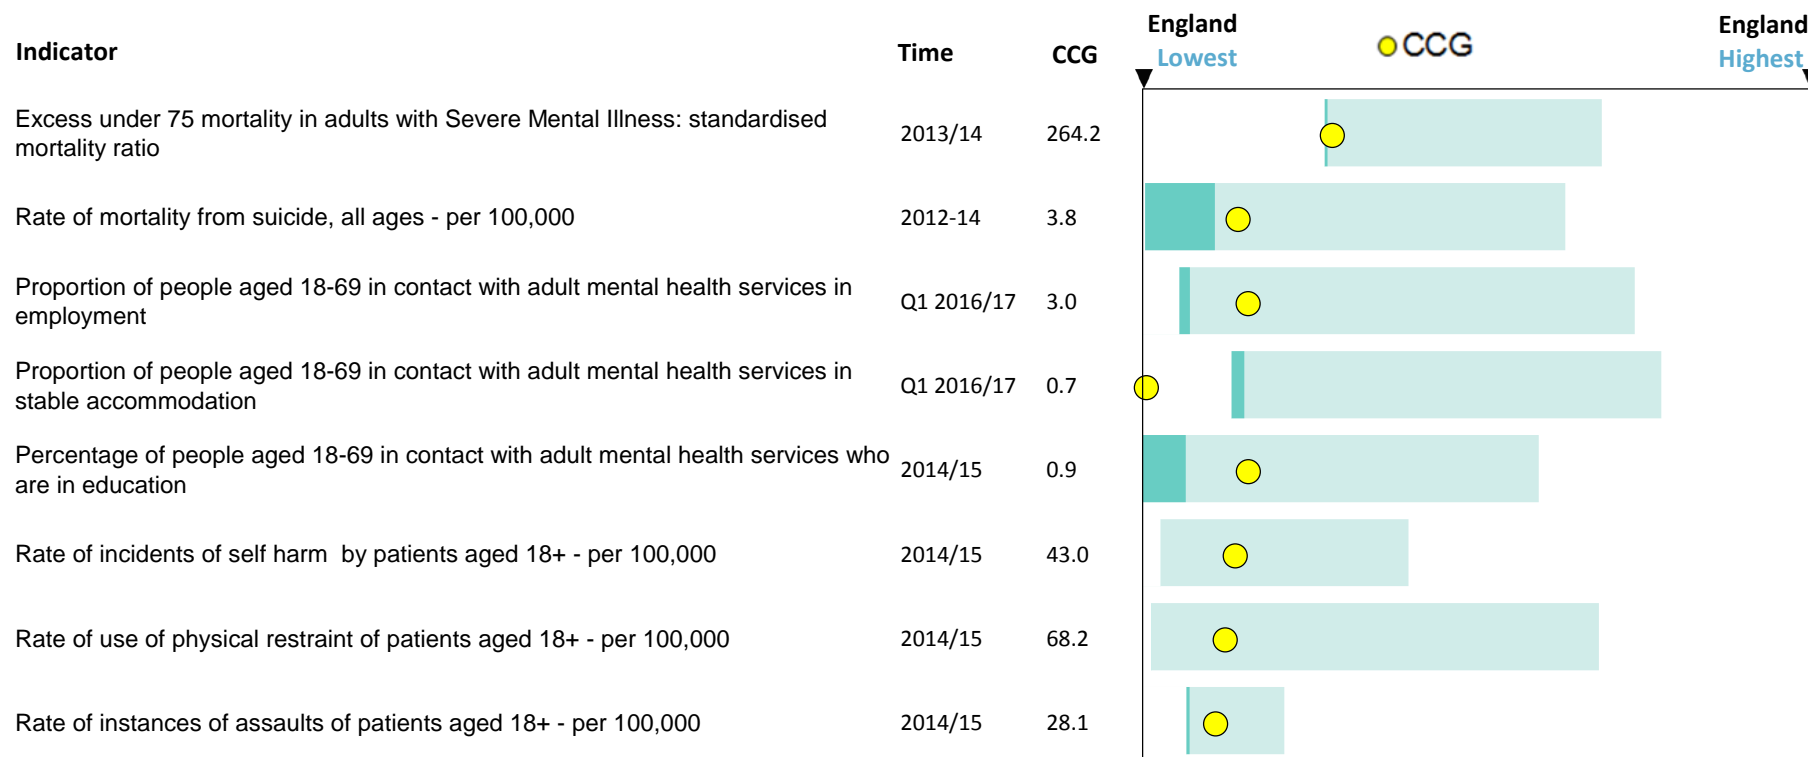 England England
Indicator Time CCG CCG
Lowest Highest
Excess under 75 mortality in adults with Severe Mental Illness: standardised
mortality ratio
2013/14 264.2
Rate of mortality from suicide, all ages - per 100,000 2012-14 3.8
Proportion of people aged 18-69 in contact with adult mental health services in
employment
Q1 2016/17 3.0
Proportion of people aged 18-69 in contact with adult mental health services in
stable accommodation
Q1 2016/17 0.7
Percentage of people aged 18-69 in contact with adult mental health services who
are in education
2014/15 0.9
Rate of incidents of self harm  by patients aged 18+ - per 100,000 2014/15 43.0
Rate of use of physical restraint of patients aged 18+ - per 100,000 2014/15 68.2
Rate of instances of assaults of patients aged 18+ - per 100,000 2014/15 28.1